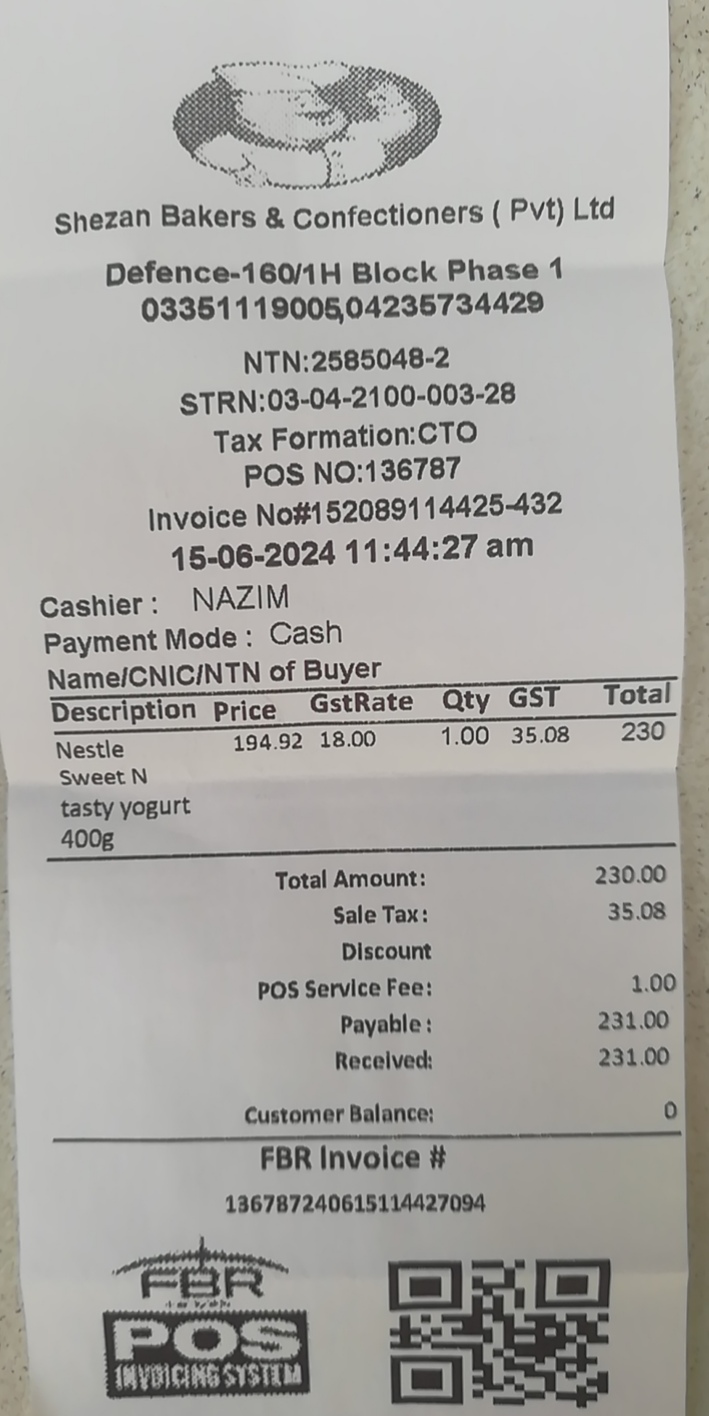 Shezan Bakers & Confectioners ( Pvt) Ltd
Defence-160/1H Block Phase 1
03351119005,04235734429
NTN:2585048-2
STRN:03-04-2100-003-28
Tax Formation:CTO
POS NO:136787
Invoice No#152089114425-432
15-06-2024 11:44:27 am
Cashier : NAZIM
Payment Mode : Cash
Name/CNIC/NTN of Buyer
Description Price GstRate Qty GST Total
Nestle 194.92 18.00 1.00 35.08 230
Sweet N
tasty yogurt
400g
Total Amount: 230.00
Sale Tax: 35.08
Discount
POS Service Fee: 1.00
Payable : 231.00
Received: 231.00
Customer Balance: 0
FBR Invoice #
136787240615114427094
FBR
POS
INVOICING SYSTEM